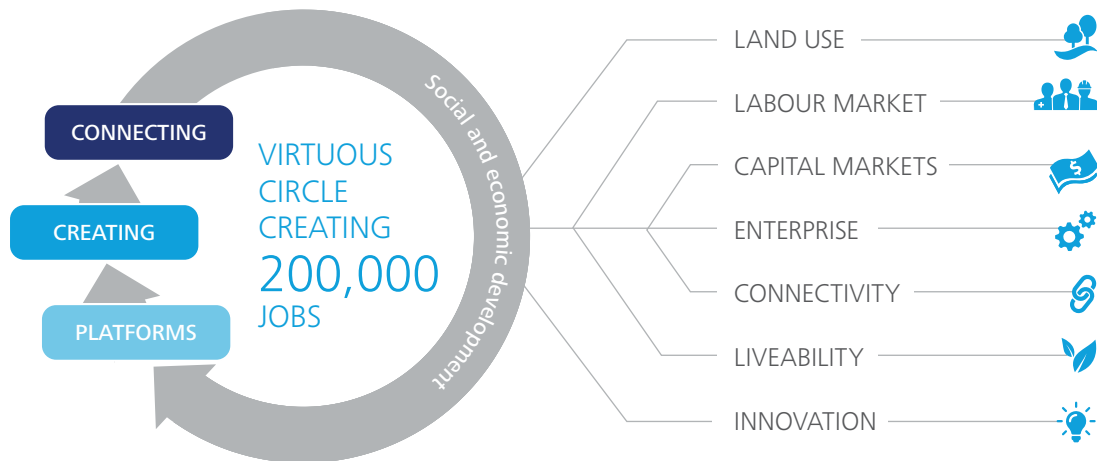 CONNECTING
CREATING
PLATFORMS
VIRTUOUS
CIRCLE
CREATING
200,000
JOBS
Social and economic development
LAND USE
LABOUR MARKET
CAPITAL MARKETS
$
ENTERPRISE
CONNECTIVITY
LIVEABILITY
INNOVATION